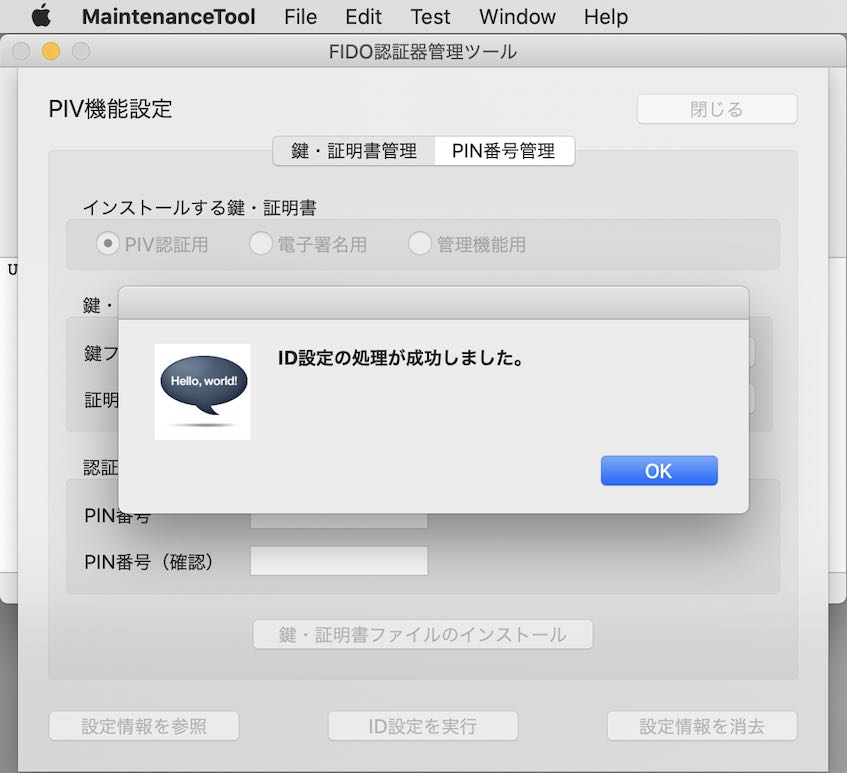 MaintenanceTool File Edit Test Window Help
FIDO認証器管理ツール
PIV機能設定
閉じる
鍵・証明書管理 PIN番号管理
インストールする鍵・証明書
PIV認証用 電子署名用 管理機能用
U
鍵・
鍵フ
証明
Hello, world!
ID設定の処理が成功しました。
OK
認証
PIN番号
PIN番号（確認）
鍵・証明書ファイルのインストール
設定情報を参照 ID設定を実行 設定情報を消去